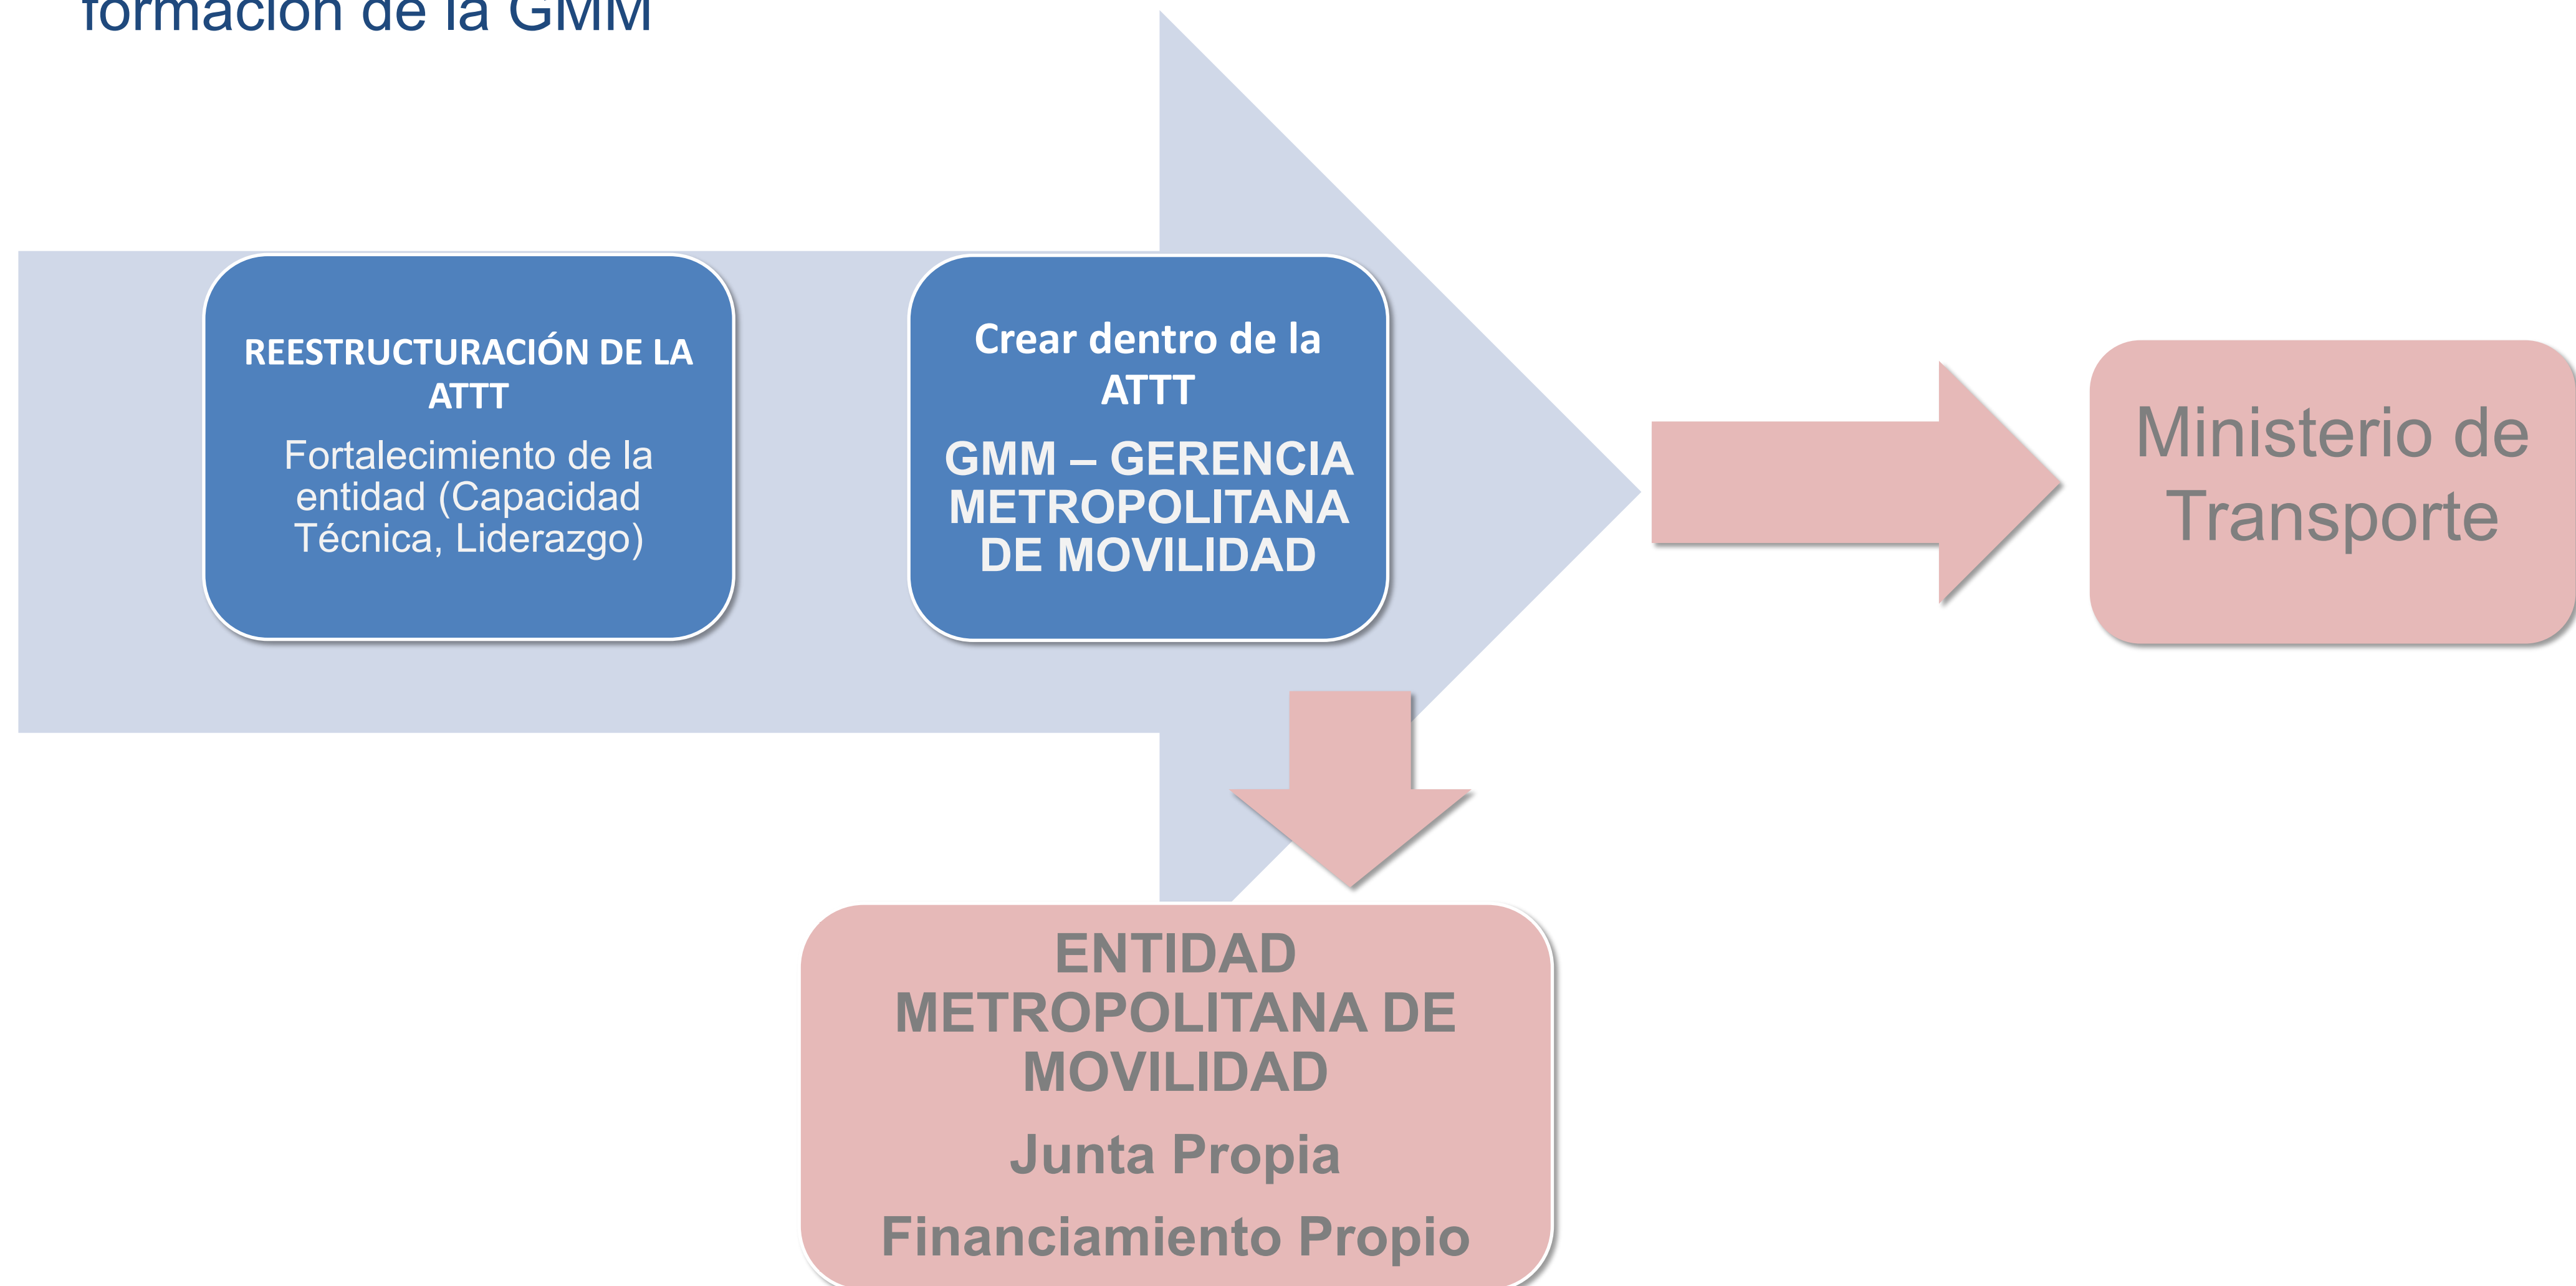 formación de la GMM
REESTRUCTURACIÓN DE LA
ATTT
Fortalecimiento de la
entidad (Capacidad
Técnica, Liderazgo)
Crear dentro de la
ATTT
GMM – GERENCIA
METROPOLITANA
DE MOVILIDAD
Ministerio de
Transporte
ENTIDAD
METROPOLITANA DE
MOVILIDAD
Junta Propia
Financiamiento Propio